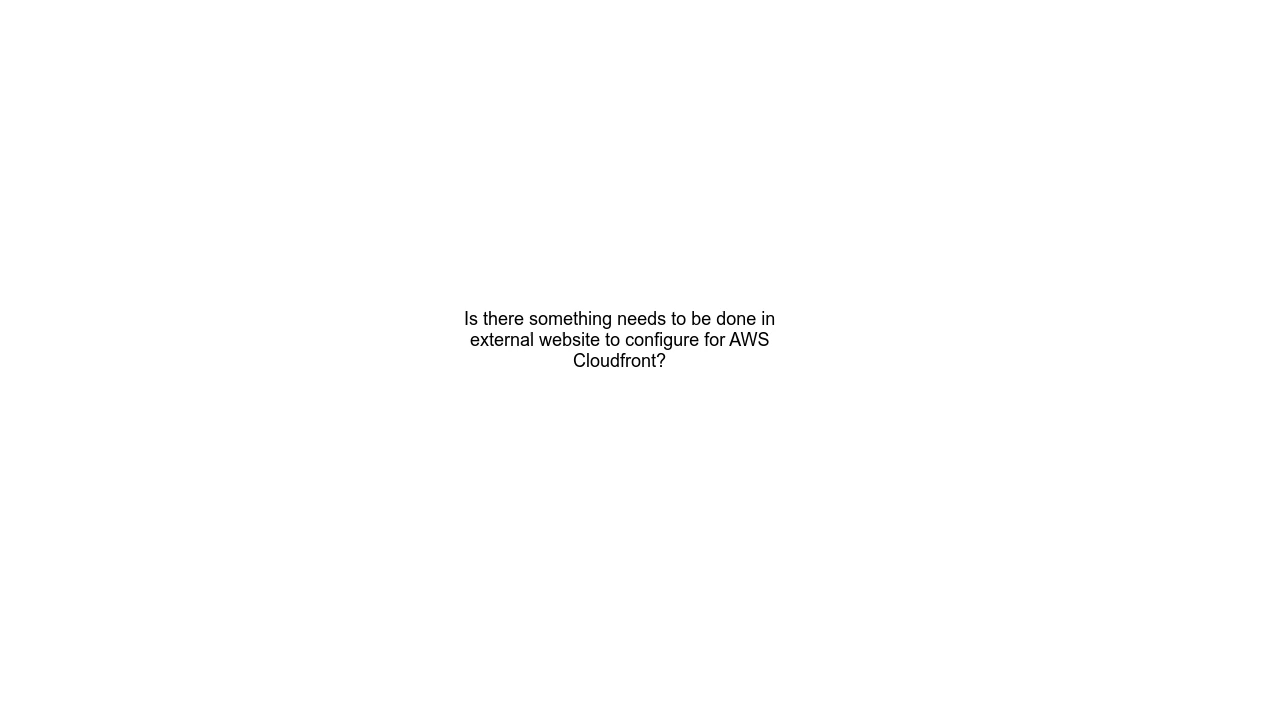 Is there something needs to be done in
external website to configure for AWS
Cloudfront?